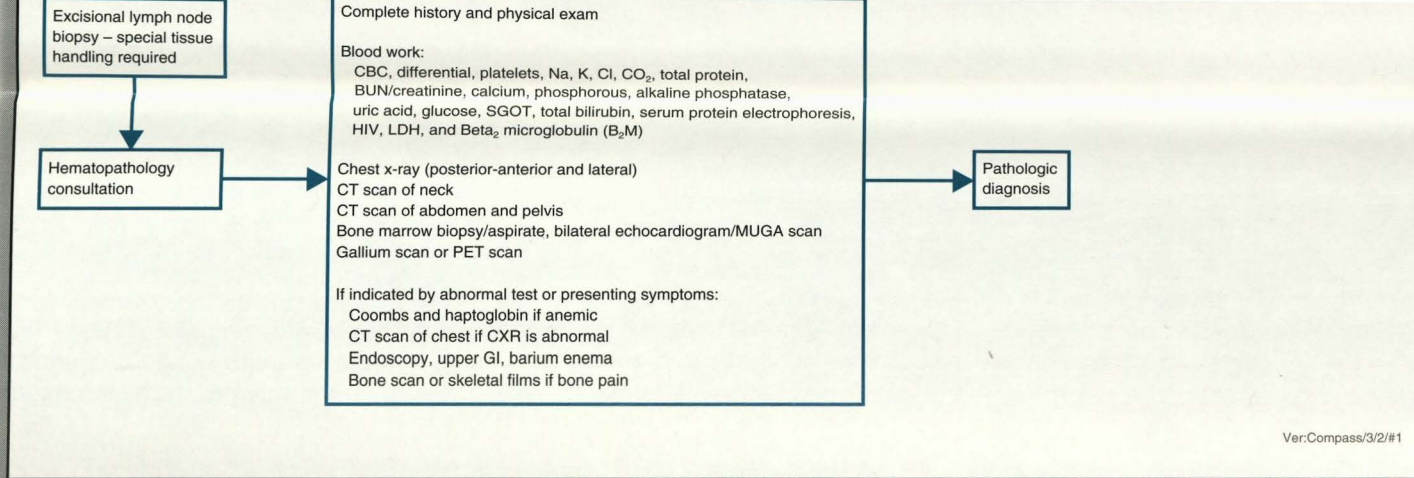 Excisional lymph node
biopsy – special tissue
handling required
Hematopathology
consultation
Complete history and physical exam
Blood work:
CBC, differential, platelets, Na, K, Cl, CO₂, total protein,
BUN/creatinine, calcium, phosphorous, alkaline phosphatase,
uric acid, glucose, SGOT, total bilirubin, serum protein electrophoresis,
HIV, LDH, and Beta₂ microglobulin (B₂M)
Chest x-ray (posterior-anterior and lateral)
CT scan of neck
CT scan of abdomen and pelvis
Bone marrow biopsy/aspirate, bilateral echocardiogram/MUGA scan
Gallium scan or PET scan
If indicated by abnormal test or presenting symptoms:
Coombs and haptoglobin if anemic
CT scan of chest if CXR is abnormal
Endoscopy, upper GI, barium enema
Bone scan or skeletal films if bone pain
Pathologic
diagnosis
Ver:Compass/3/2/#1